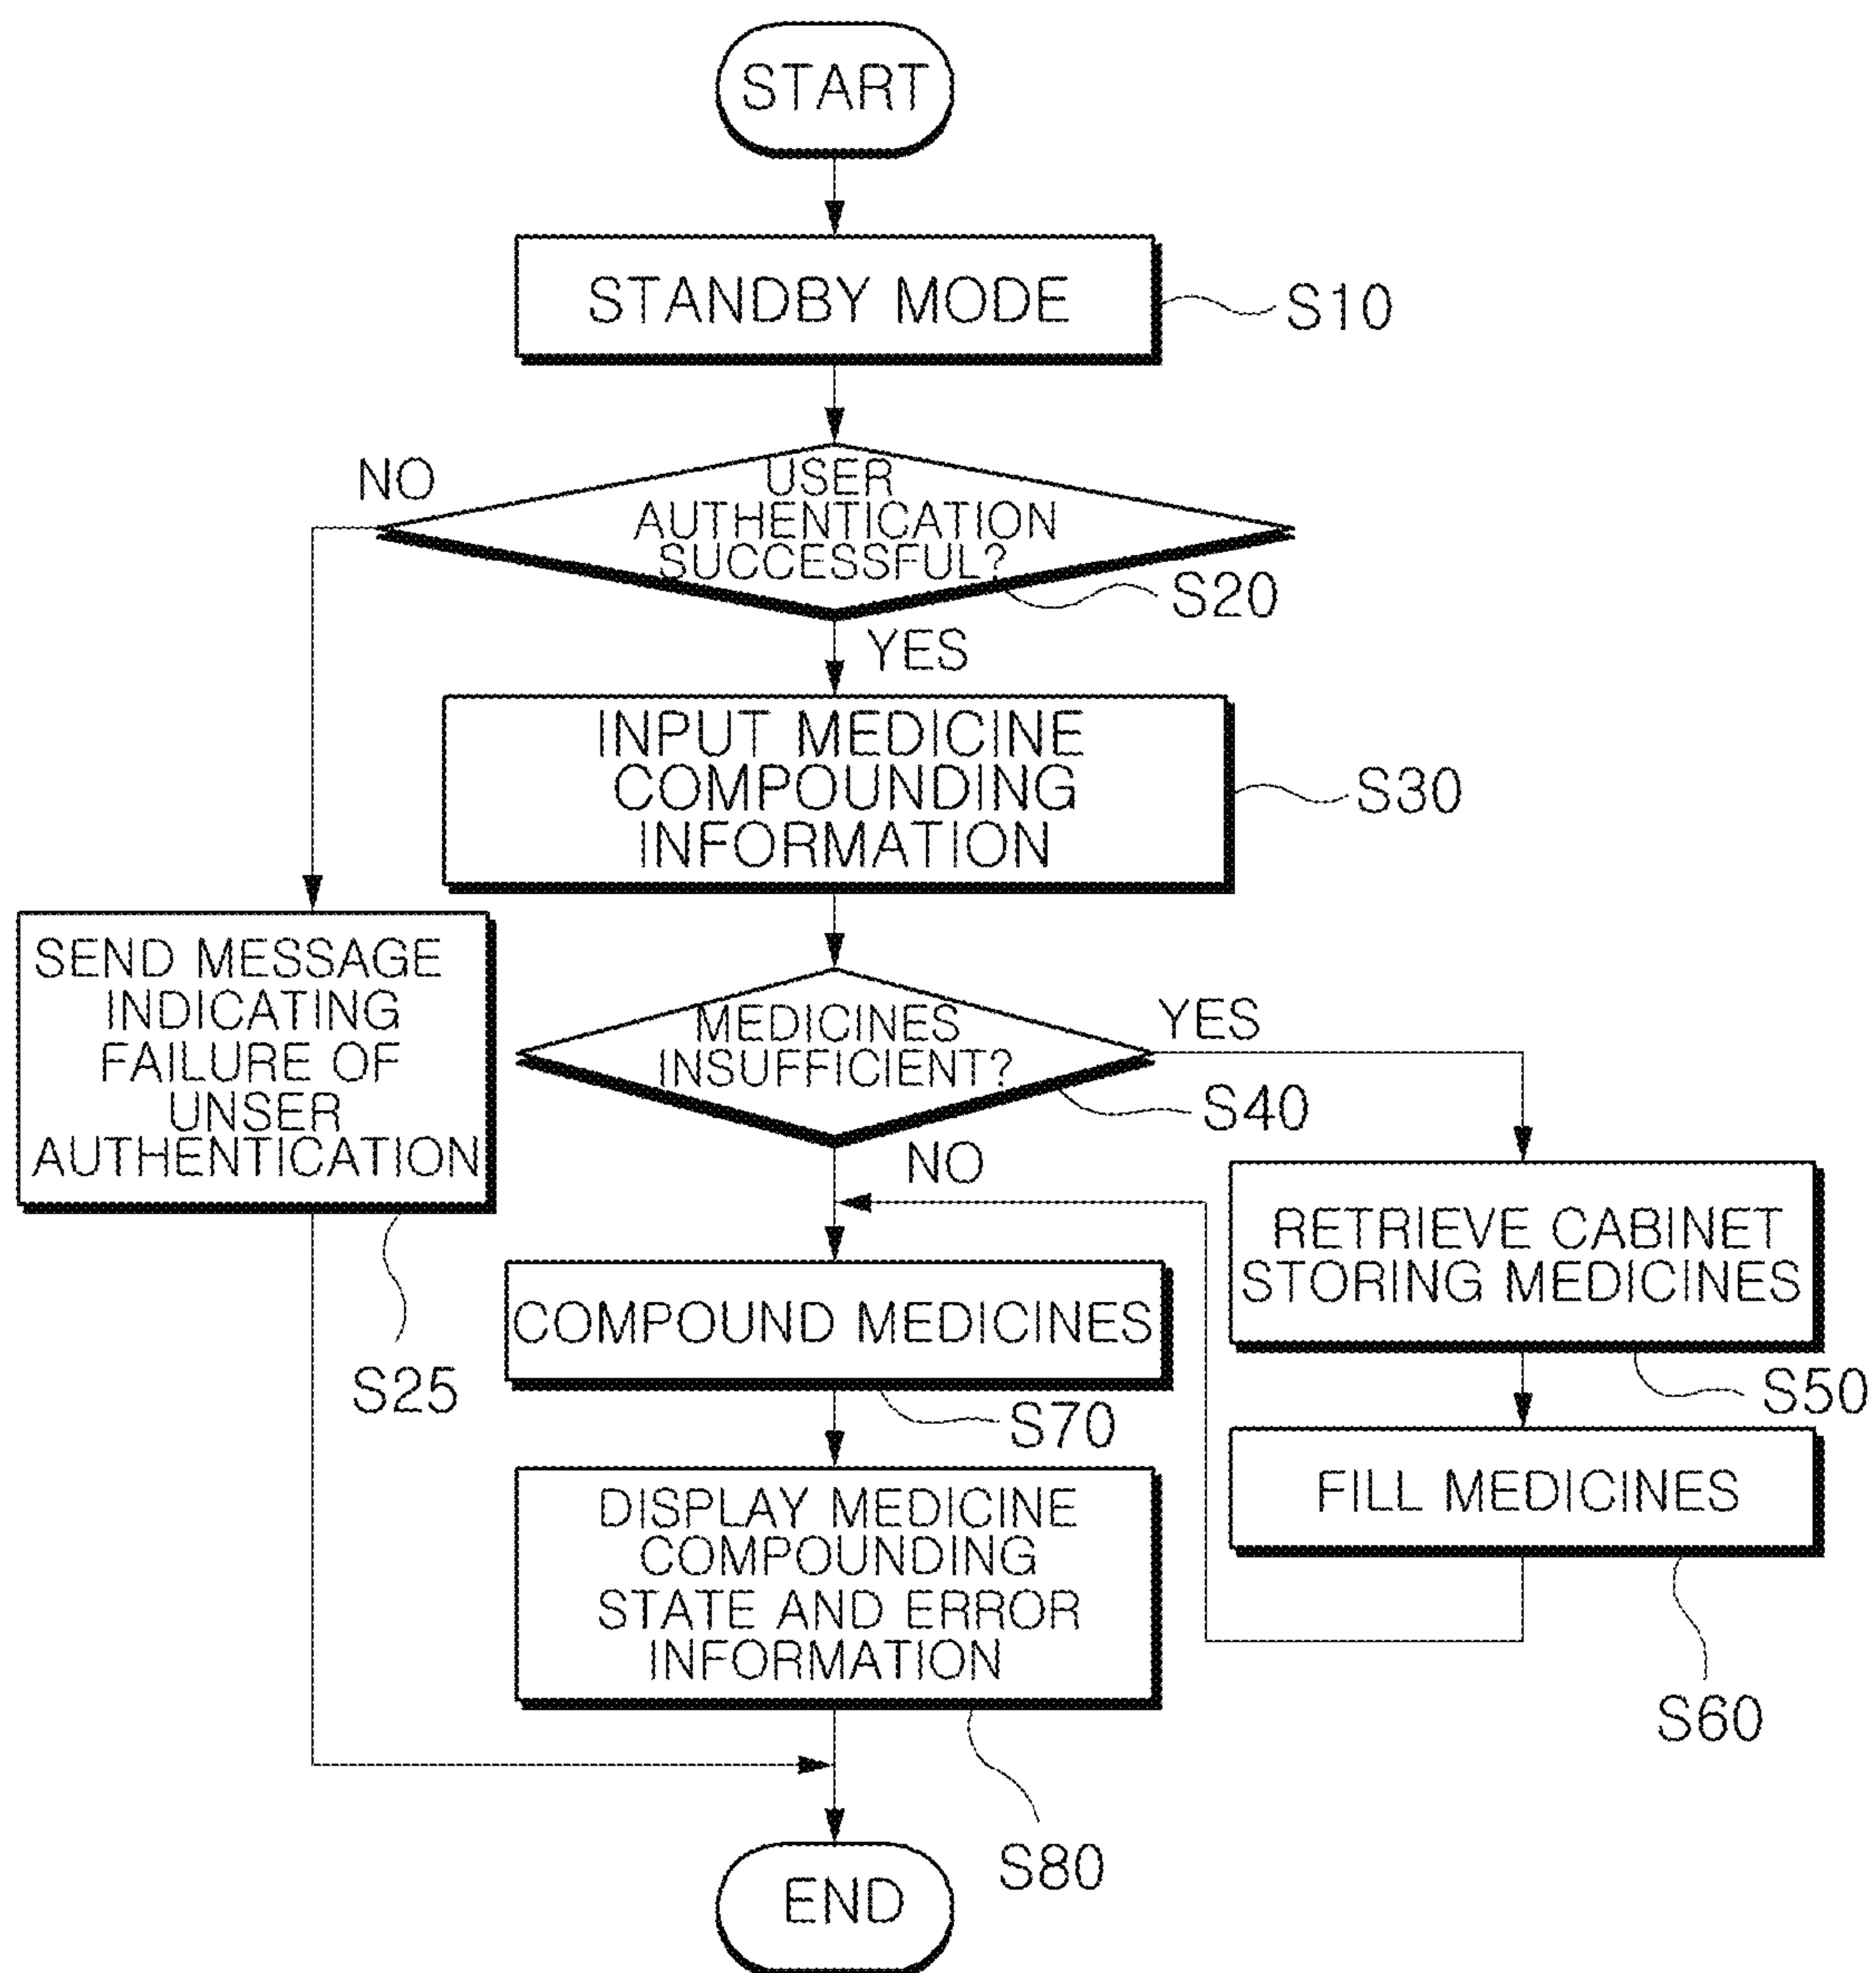 START
STANDBY MODE
S10
NO
USER
AUTHENTICATION
SUCCESSFUL?
S20
YES
INPUT MEDICINE
COMPOUNDING
INFORMATION
S30
SEND MESSAGE
INDICATING
FAILURE OF
UNSER
AUTHENTICATION
S25
MEDICINES
INSUFFICIENT?
YES
S40
NO
RETRIEVE CABINET
STORING MEDICINES
S50
COMPOUND MEDICINES
S70
FILL MEDICINES
S60
DISPLAY MEDICINE
COMPOUNDING
STATE AND ERROR
INFORMATION
S80
END